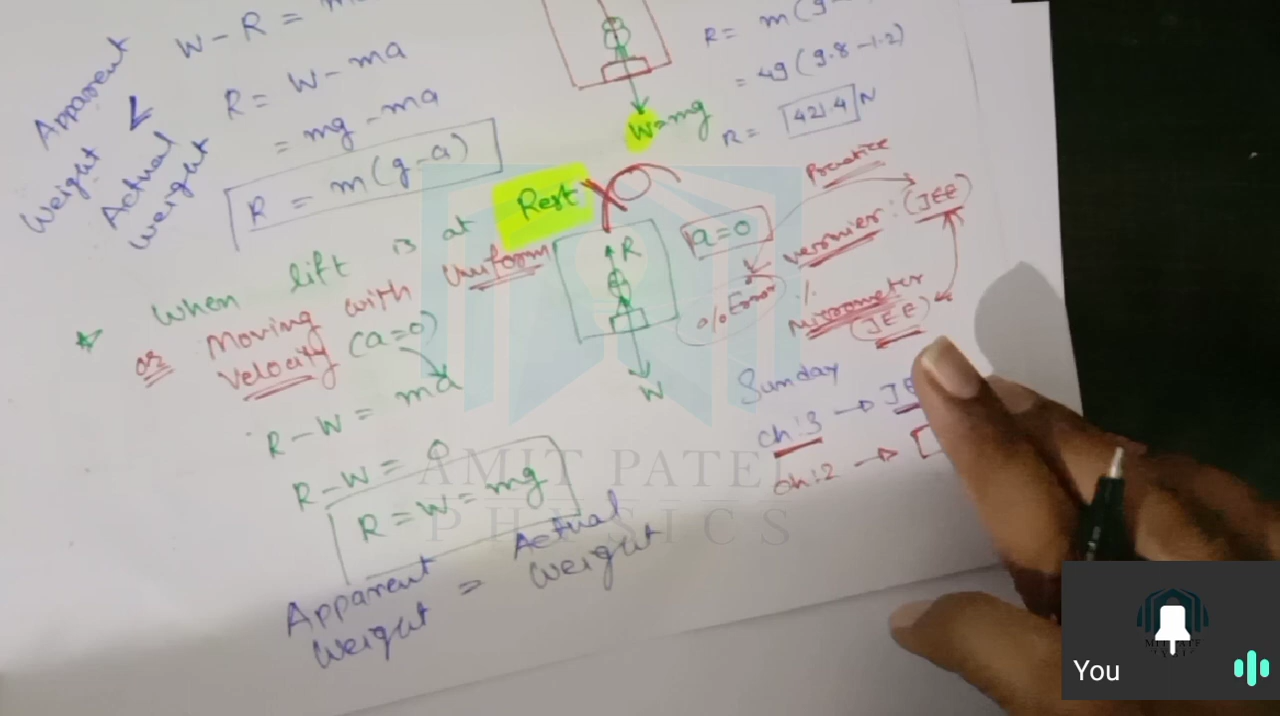 W - R =
R = W - ma
= mg - ma
R = m(g-a)
Apparent
Weight
<
Actual
weight
W=mg
R = m(g-
= 49(9.8-1.2)
R = 421.4 N
* When lift is at Rest
or Moving with Uniform
Velocity (a=0)
R - W = ma
R - W = 0
R = W = mg
Apparent
Weight
=
Actual
Weight
R
W
a=0
Practice
Vernier : (JEE)
% Error
Micrometer
(JEE)
Sunday
ch:3 → JE
ch:2 →
AMIT PATEL
PHYSICS
You